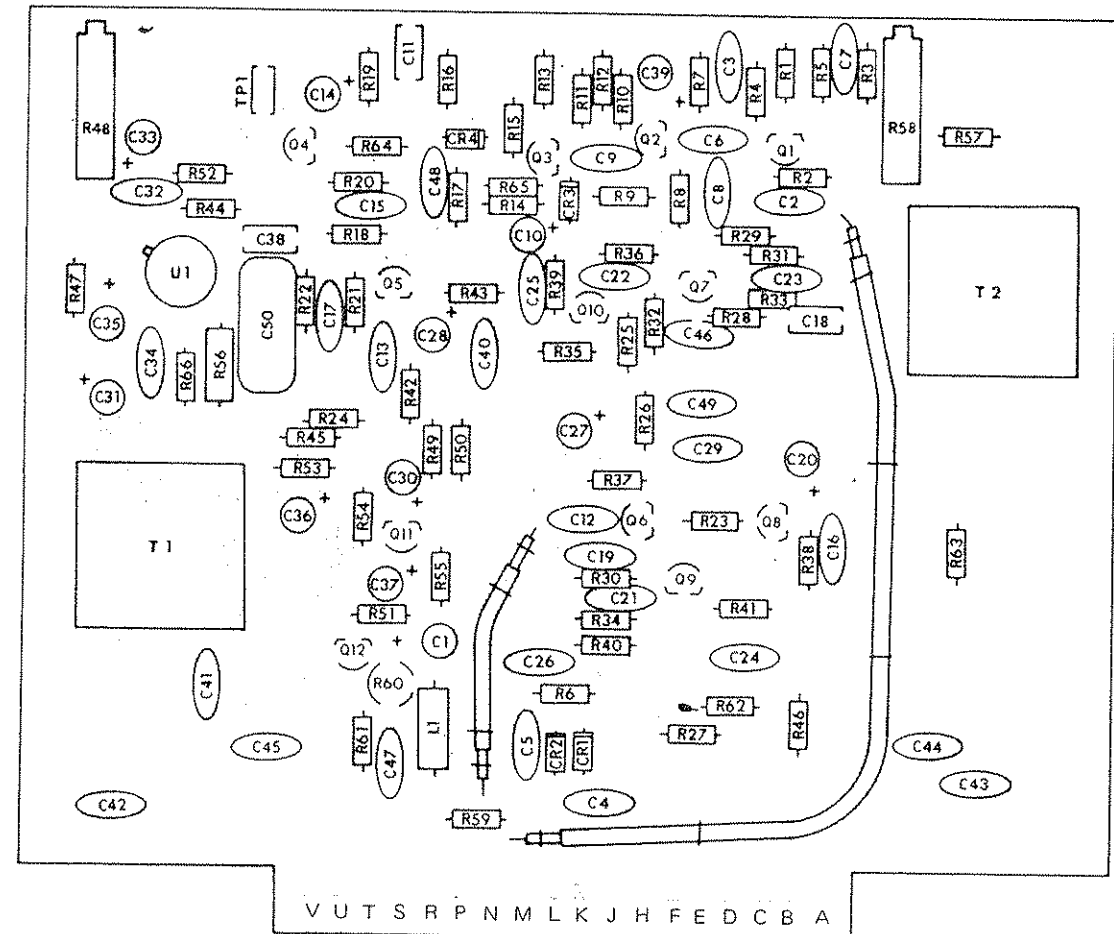 R48
TP1
C14
R19
C11
R16
R13
R11
R12
R10
C39
R7
C3
R4
R1
R5
C7
R3
R58
R57
C33
Q4
R64
CR4
R15
Q3
C9
Q2
C6
Q1
R52
C32
R44
R20
C15
C48
R17
R65
R14
CR3
R9
R8
C8
R2
C2
C38
R18
C10
R36
R29
R31
R47
U1
C50
R22
C17
R21
Q5
R43
C25
R39
C22
Q10
Q7
C23
R33
T2
C35
C34
R66
R56
C13
C28
C40
R35
R25
R32
C46
R28
C18
C31
R42
R24
R45
R49
R50
C27
R26
C49
C29
C20
R53
C30
R37
C36
R54
Q11
C12
Q6
R23
Q8
C16
R38
R63
T1
C37
R55
C19
R30
C21
Q9
R51
R34
R41
C1
R40
Q12
R60
C26
C24
C41
R6
R62
R27
R46
C45
R61
C47
L1
C5
CR2
CR1
C44
C43
C42
R59
C4
V U T S R P N M L K J H F E D C B A